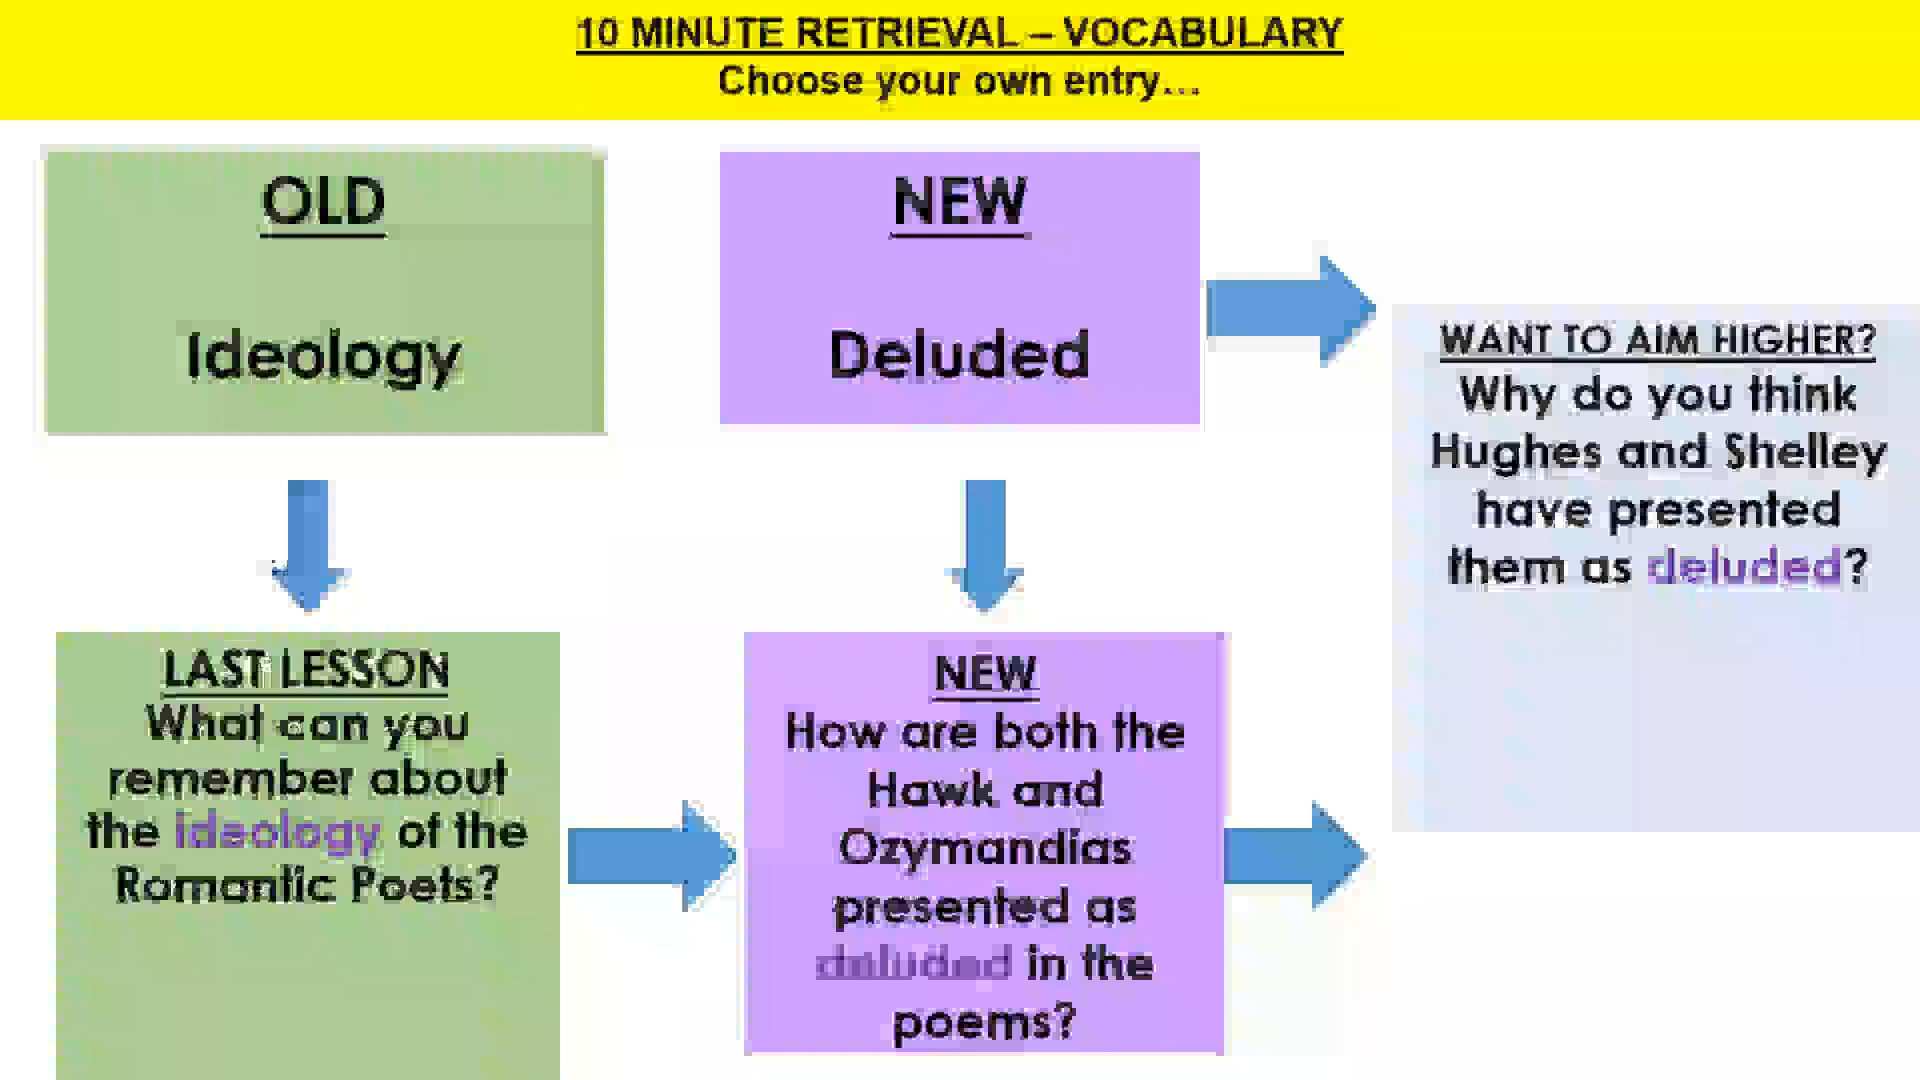 10 MINUTE RETRIEVAL – VOCABULARY
Choose your own entry...
OLD
Ideology
NEW
Deluded
WANT TO AIM HIGHER?
Why do you think
Hughes and Shelley
have presented
them as deluded?
LAST LESSON
What can you
remember about
the ideology of the
Romantic Poets?
NEW
How are both the
Hawk and
Ozymandias
presented as
deluded in the
poems?